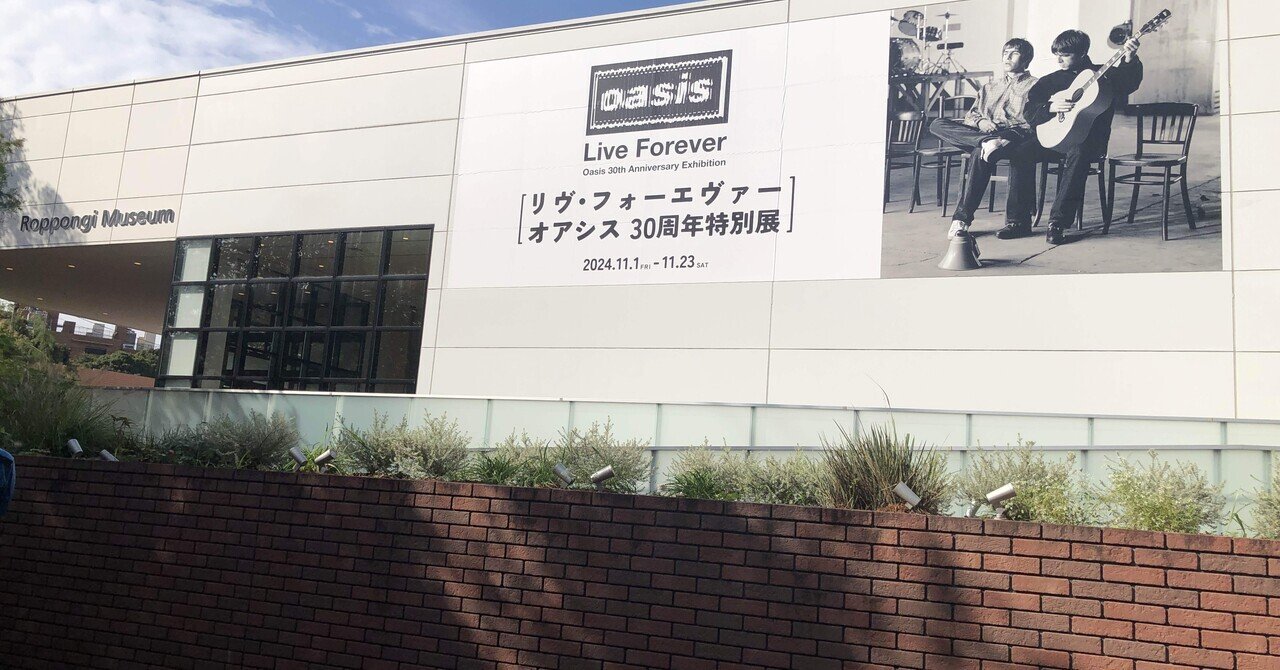 Roppongi Museum
oasis
Live Forever
Oasis 30th Anniversary Exhibition
[リヴ・フォーエヴァー
オアシス 30周年特別展]
2024.11.1 FRI - 11.23 SAT